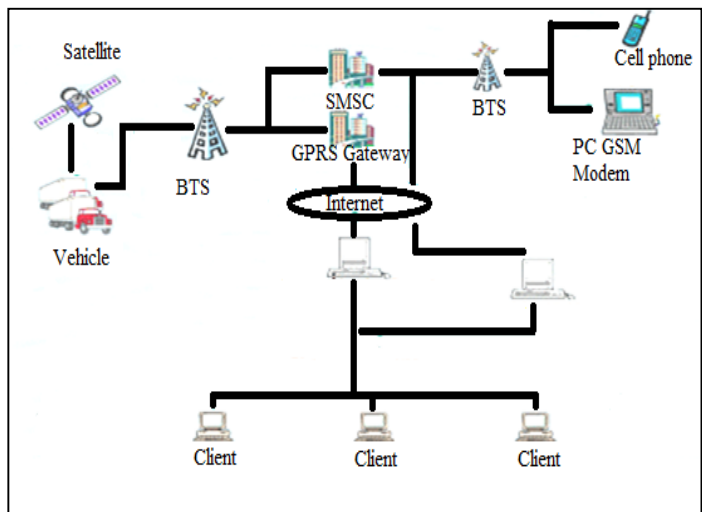 Satellite
Cell phone
SMSC
BTS
PC GSM
Modem
GPRS Gateway
BTS
Internet
Vehicle
Client
Client
Client